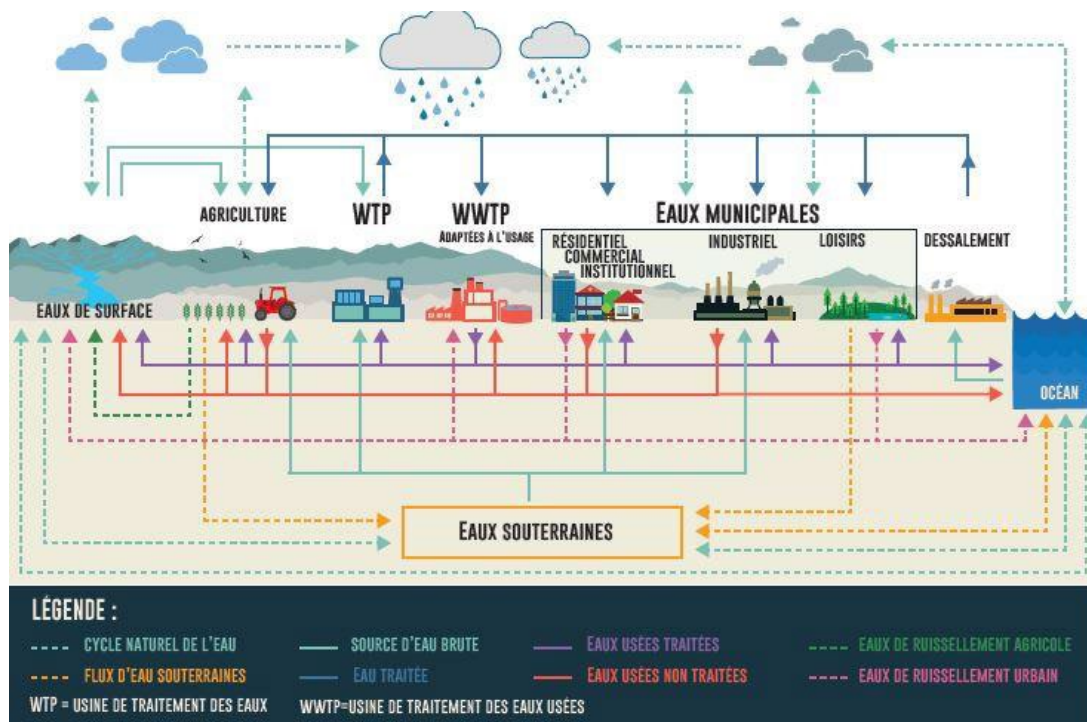 AGRICULTURE
WTP
WWTP
ADAPTÉES À L'USAGE
EAUX MUNICIPALES
RÉSIDENTIEL
COMMERCIAL
INSTITUTIONNEL
INDUSTRIEL
LOISIRS
DESSALEMENT
EAUX DE SURFACE
OCÉAN
EAUX SOUTERRAINES
LÉGENDE :
CYCLE NATUREL DE L'EAU
SOURCE D'EAU BRUTE
EAUX USÉES TRAITÉES
EAUX DE RUISSELLEMENT AGRICOLE
FLUX D'EAU SOUTERRAINES
EAU TRAITÉE
EAUX USÉES NON TRAITÉES
EAUX DE RUISSELLEMENT URBAIN
WTP = USINE DE TRAITEMENT DES EAUX
WWTP=USINE DE TRAITEMENT DES EAUX USÉES